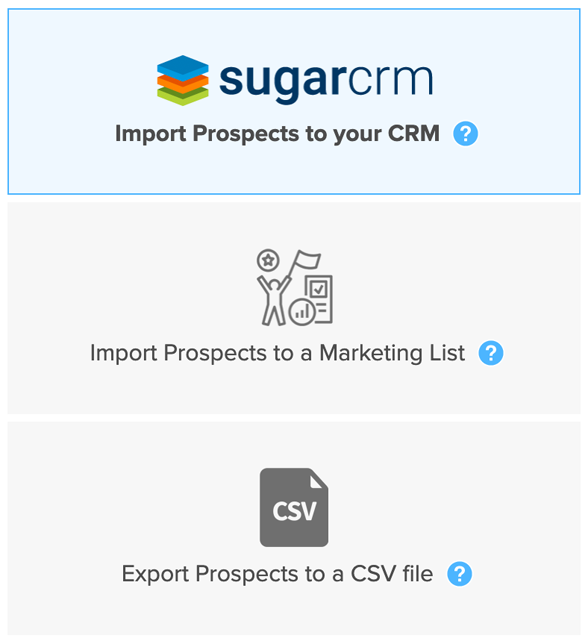 sugarcrm
Import Prospects to your CRM ?
Import Prospects to a Marketing List ?
CSV
Export Prospects to a CSV file ?